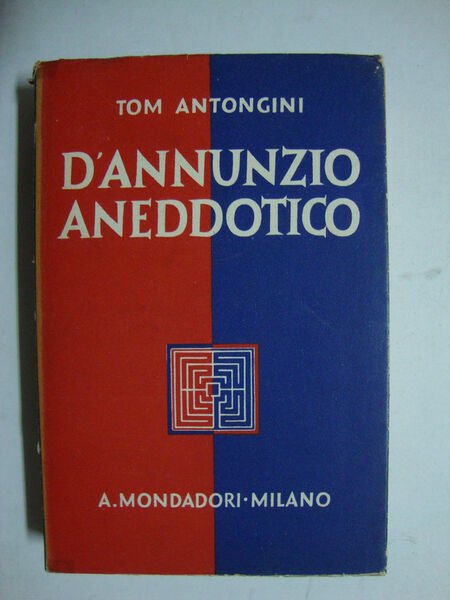 TOM ANTONGINI
D'ANNUNZIO
ANEDDOTICO
A. MONDADORI · MILANO